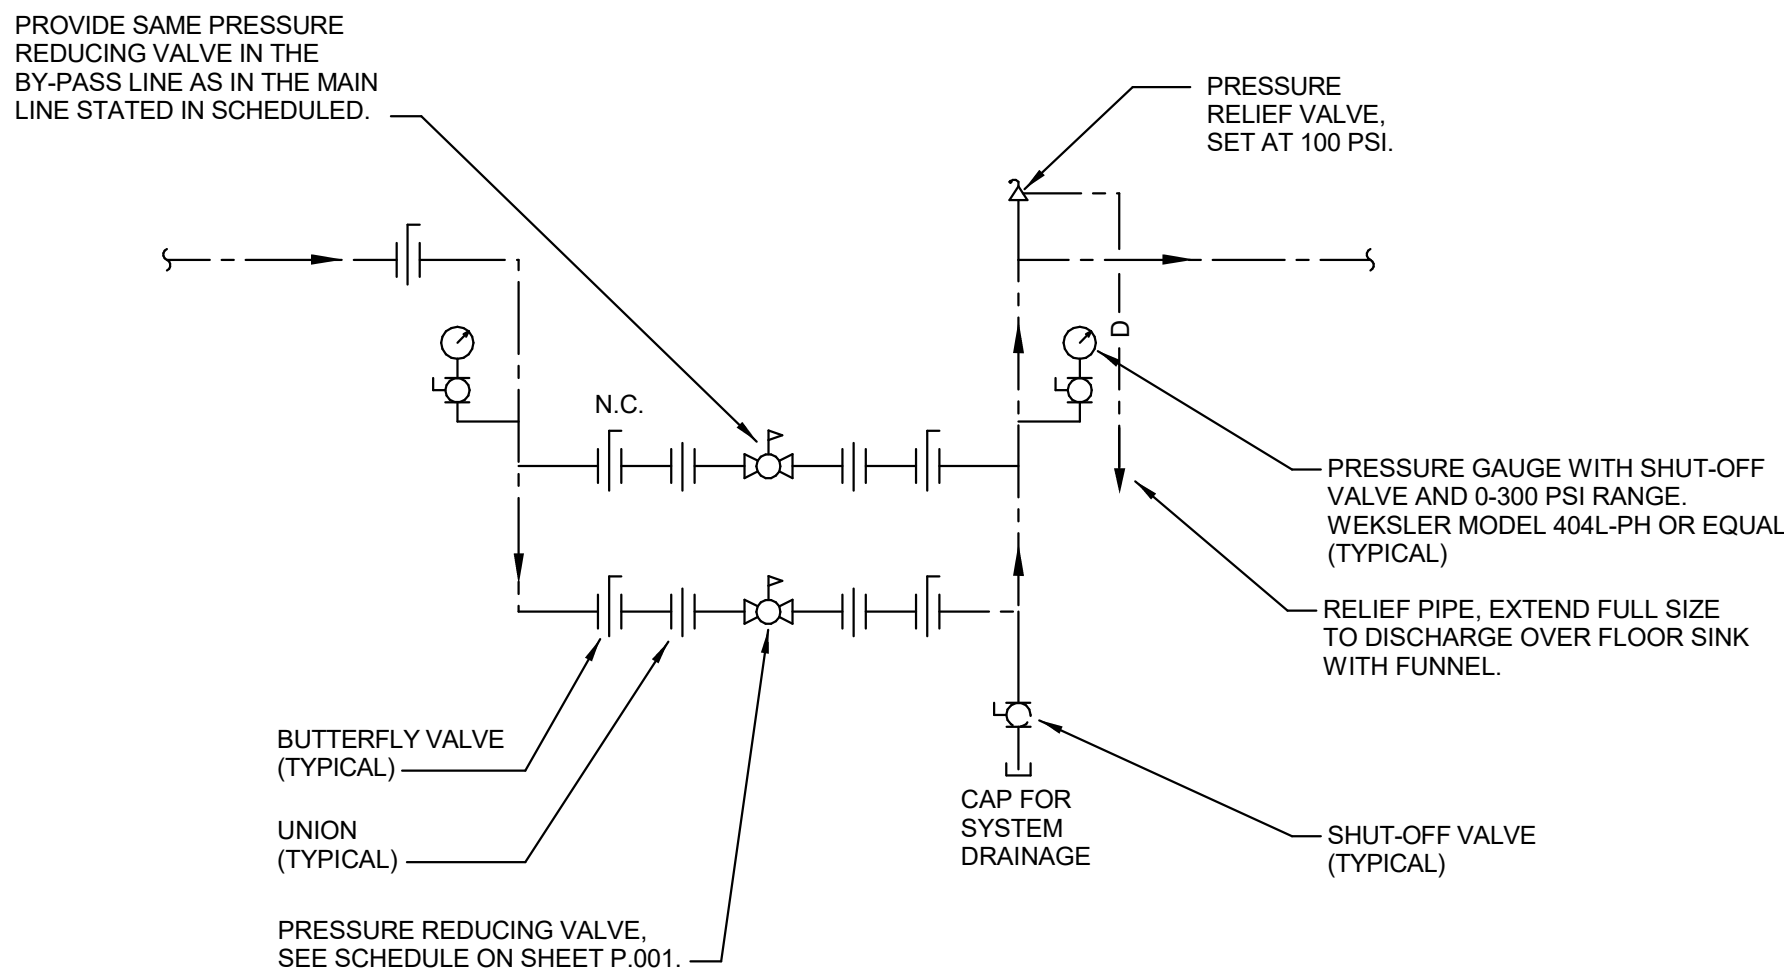 PROVIDE SAME PRESSURE
REDUCING VALVE IN THE
BY-PASS LINE AS IN THE MAIN
LINE STATED IN SCHEDULED.
PRESSURE
RELIEF VALVE,
SET AT 100 PSI.
D
N.C.
PRESSURE GAUGE WITH SHUT-OFF
VALVE AND 0-300 PSI RANGE.
WEKSLER MODEL 404L-PH OR EQUAL
(TYPICAL)
RELIEF PIPE, EXTEND FULL SIZE
TO DISCHARGE OVER FLOOR SINK
WITH FUNNEL.
BUTTERFLY VALVE
(TYPICAL)
CAP FOR
SYSTEM
DRAINAGE
UNION
(TYPICAL)
SHUT-OFF VALVE
(TYPICAL)
PRESSURE REDUCING VALVE,
SEE SCHEDULE ON SHEET P.001.